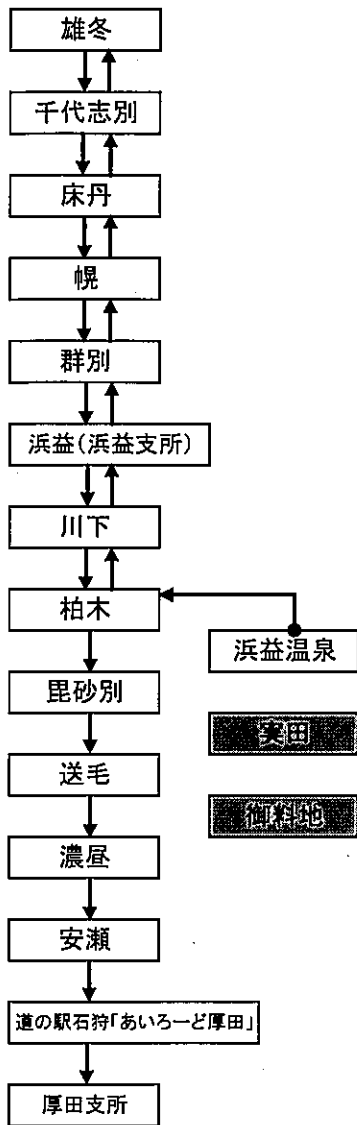 雄冬
千代志別
床丹
幌
群別
浜益(浜益支所)
川下
柏木
浜益温泉
毘砂別
実田
送毛
御料地
濃昼
安瀬
道の駅石狩「あいろーど厚田」
厚田支所